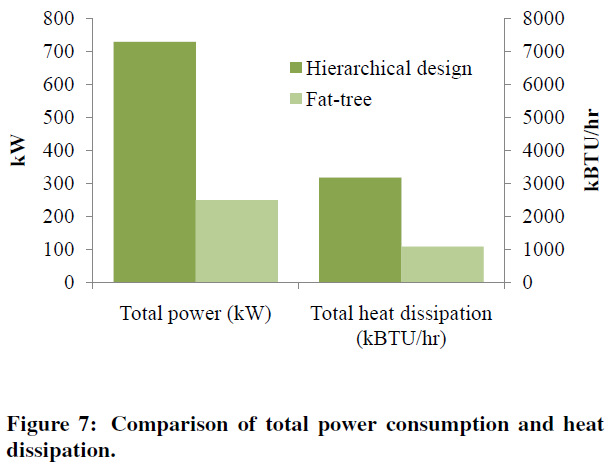 800
700
600
500
400
300
200
100
0
kW
8000
7000
6000
5000
4000
3000
2000
1000
0
kBTU/hr
Hierarchical design
Fat-tree
Total power (kW)
Total heat dissipation
(kBTU/hr)
Figure 7: Comparison of total power consumption and heat
dissipation.